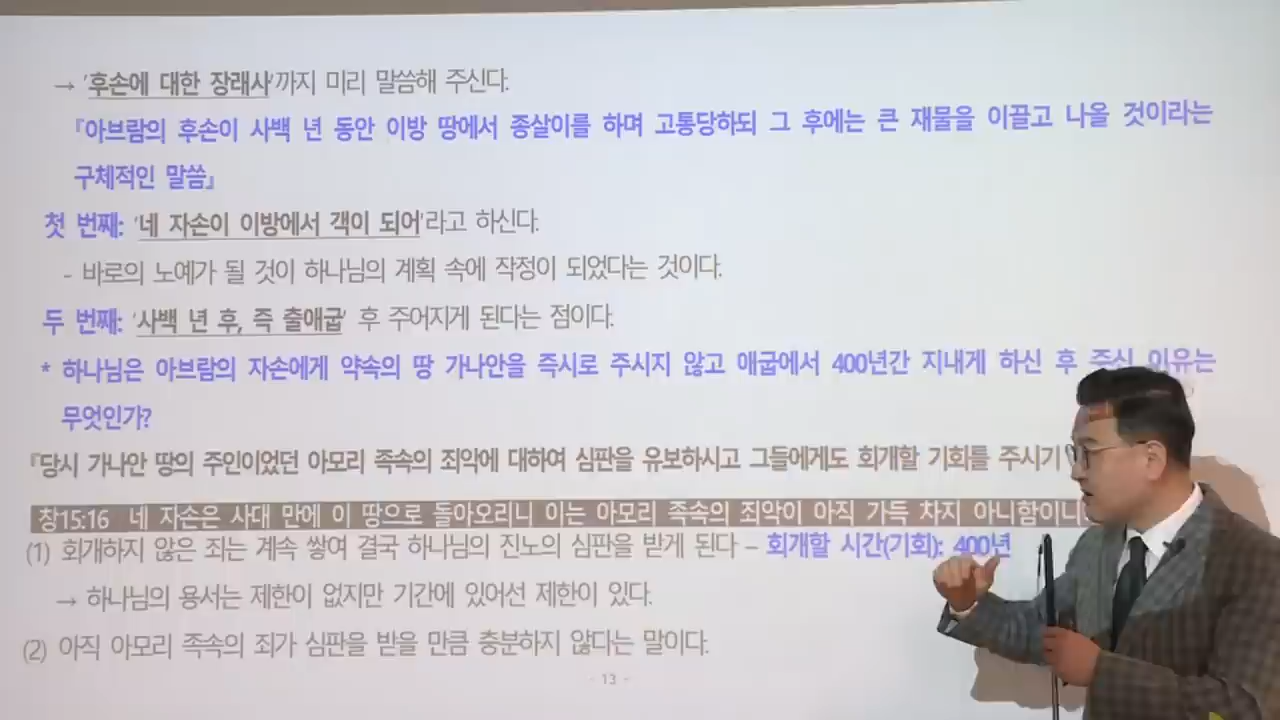 → '후손에 대한 장래사'까지 미리 말씀해 주신다.
『아브람의 후손이 사백 년 동안 이방 땅에서 종살이를 하며 고통당하되 그 후에는 큰 재물을 이끌고 나올 것이라는
구체적인 말씀』
첫 번째: '네 자손이 이방에서 객이 되어'라고 하신다.
- 바로의 노예가 될 것이 하나님의 계획 속에 작정이 되었다는 것이다.
두 번째: '사백 년 후, 즉 출애굽' 후 주어지게 된다는 점이다.
* 하나님은 아브람의 자손에게 약속의 땅 가나안을 즉시로 주시지 않고 애굽에서 400년간 지내게 하신 후 주신 이유는
무엇인가?
『당시 가나안 땅의 주인이었던 아모리 족속의 죄악에 대하여 심판을 유보하시고 그들에게도 회개할 기회를 주시기
창15:16 네 자손은 사대 만에 이 땅으로 돌아오리니 이는 아모리 족속의 죄악이 아직 가득 차지 아니함이니
(1) 회개하지 않은 죄는 계속 쌓여 결국 하나님의 진노의 심판을 받게 된다 – 회개할 시간(기회): 400년
→ 하나님의 용서는 제한이 없지만 기간에 있어선 제한이 있다.
(2) 아직 아모리 족속의 죄가 심판을 받을 만큼 충분하지 않다는 말이다.
- 13 -